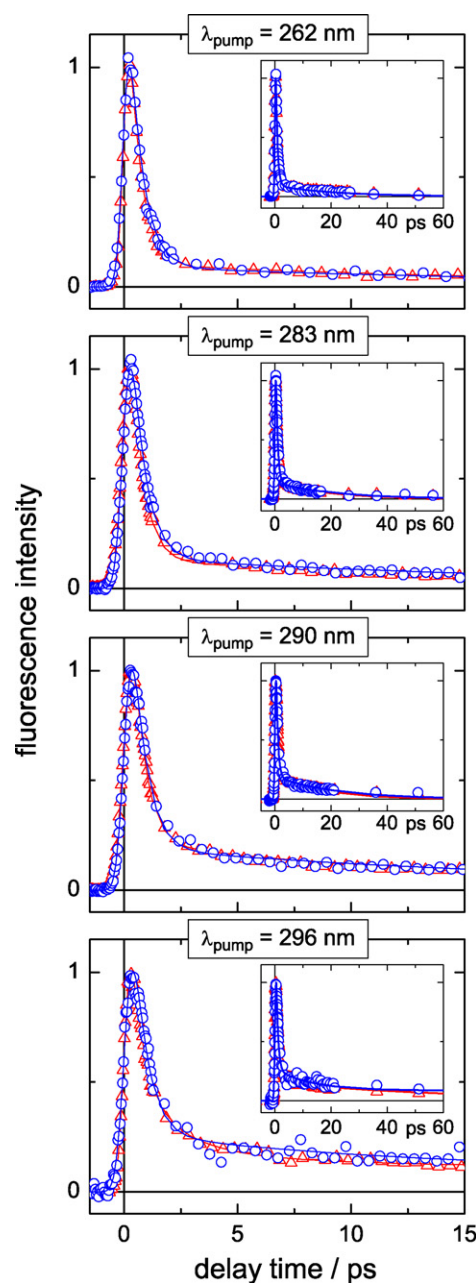 λpump = 262 nm
1
0
0 20 40 ps 60
λpump = 283 nm
1
0
0 20 40 ps 60
fluorescence intensity
λpump = 290 nm
1
0
0 20 40 ps 60
λpump = 296 nm
1
0
0 20 40 ps 60
0 5 10 15
delay time / ps